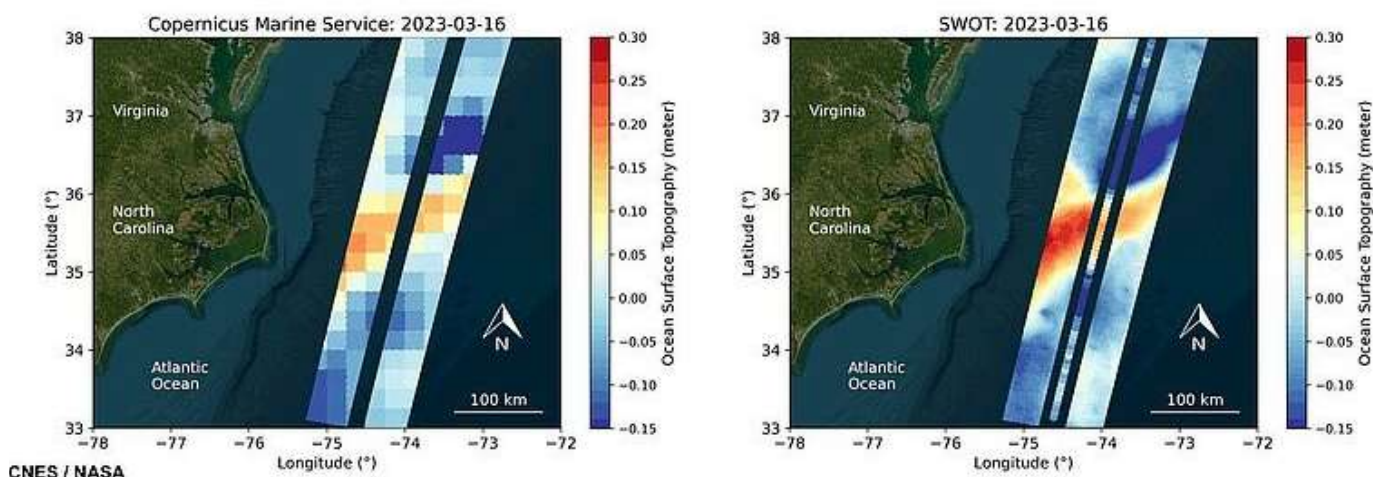 Copernicus Marine Service: 2023-03-16
38
37
36
35
34
33
Latitude (°)
Virginia
North
Carolina
Atlantic
Ocean
N
100 km
−78
−77
−76
−75
−74
−73
−72
Longitude (°)
0.30
0.25
0.20
0.15
0.10
0.05
0.00
−0.05
−0.10
−0.15
Ocean Surface Topography (meter)
SWOT: 2023-03-16
38
37
36
35
34
33
Latitude (°)
Virginia
North
Carolina
Atlantic
Ocean
N
100 km
−78
−77
−76
−75
−74
−73
−72
Longitude (°)
0.30
0.25
0.20
0.15
0.10
0.05
0.00
−0.05
−0.10
−0.15
Ocean Surface Topography (meter)
CNES / NASA